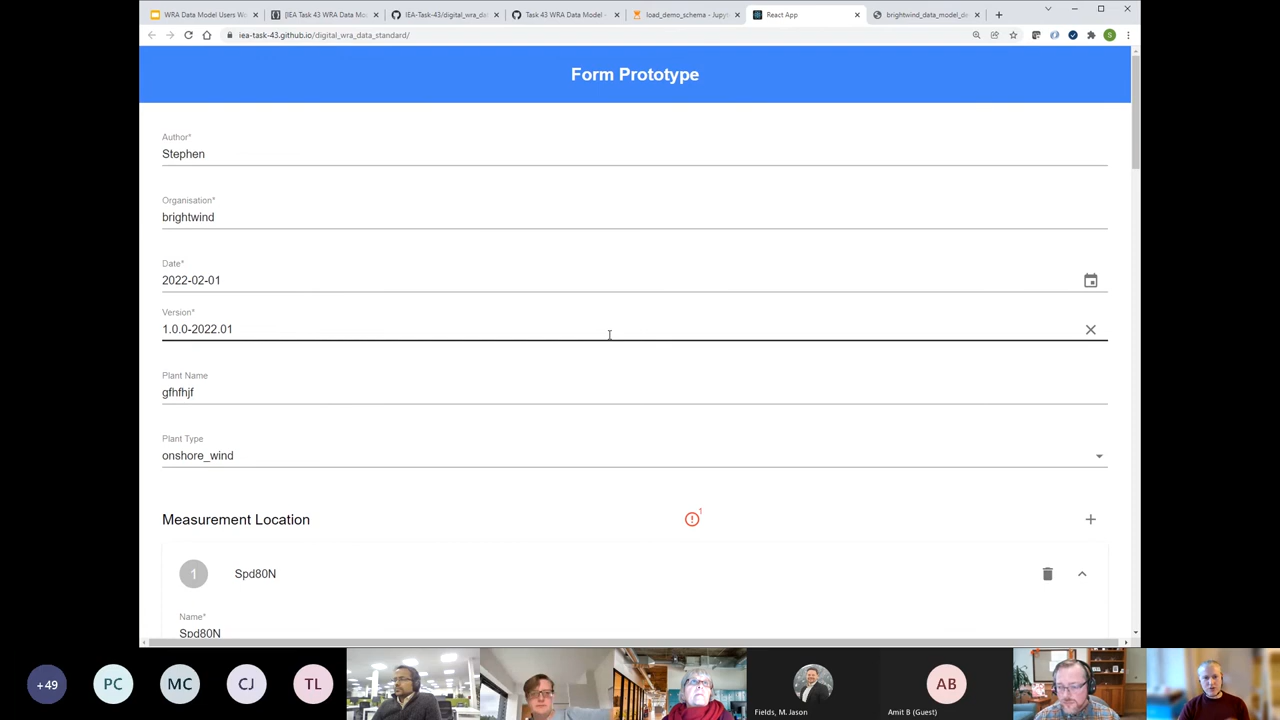 WRA Data Model Users Wo
[IEA Task 43 WRA Data Mo
IEA-Task-43/digital_wra_da
Task 43 WRA Data Model -
load_demo_schema - Jupyt
React App
brightwind_data_model_de
iea-task-43.github.io/digital_wra_data_standard/
S
Form Prototype
Author*
Stephen
Organisation*
brightwind
Date*
2022-02-01
Version*
1.0.0-2022.01
Plant Name
gfhfhjf
Plant Type
onshore_wind
Measurement Location
1
1
Spd80N
Name*
Spd80N
+49
PC
MC
CJ
TL
Fields, M. Jason
AB
Amit B (Guest)